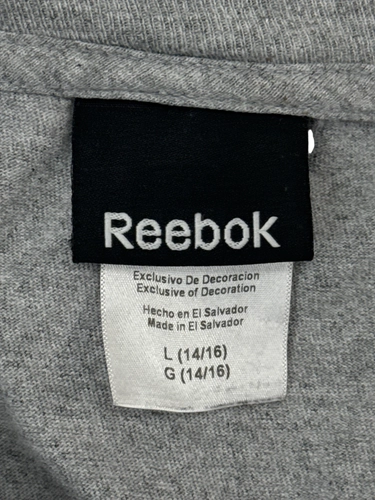 Reebok
Exclusivo De Decoracion
Exclusive of Decoration
Hecho en El Salvador
Made in El Salvador
L (14/16)
G (14/16)